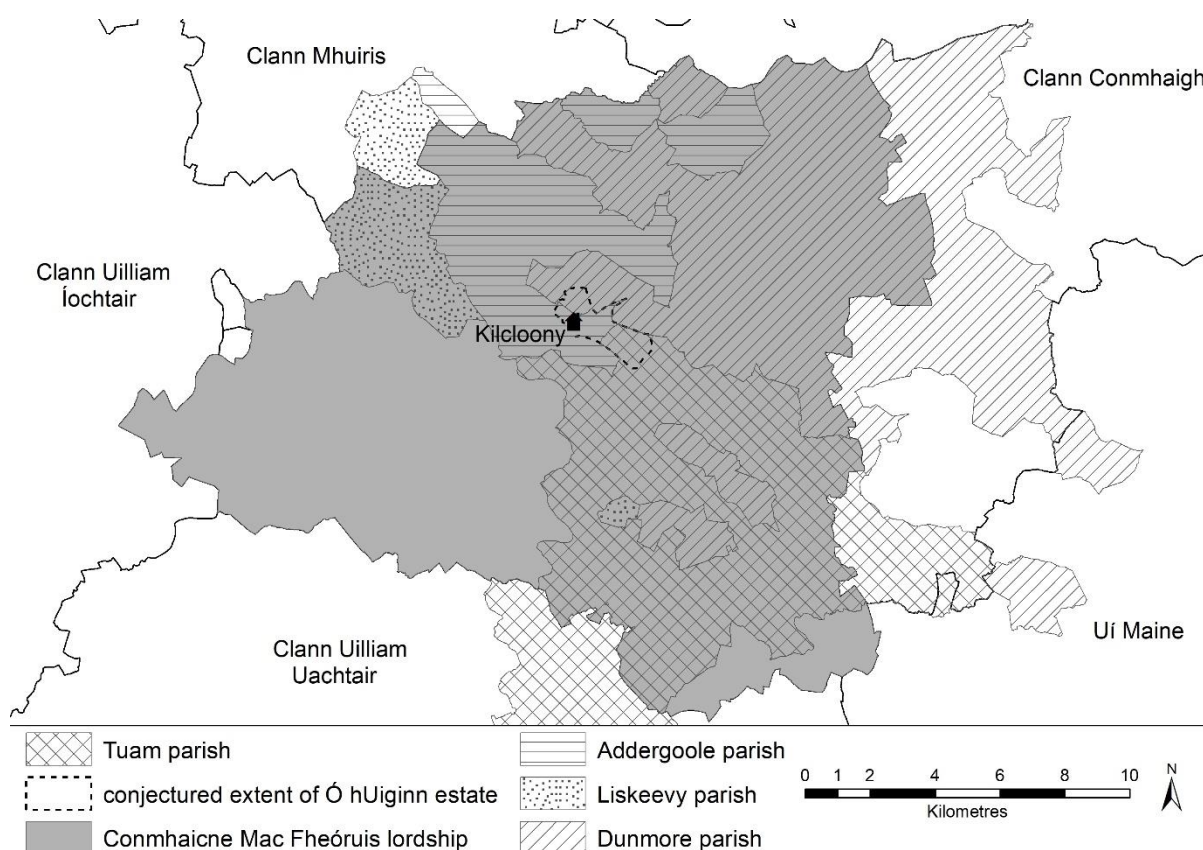 Clann Mhuiris
Clann Conmhaigh
Clann Uilliam
Íochtair
Kilcloony
Clann Uilliam
Uachtair
Uí Maine
Tuam parish
conjectured extent of Ó hUiginn estate
Conmhaicne Mac Fheóruis lordship
Addergoole parish
Liskeevy parish
Dunmore parish
0 1 2 4 6 8 10
Kilometres
N